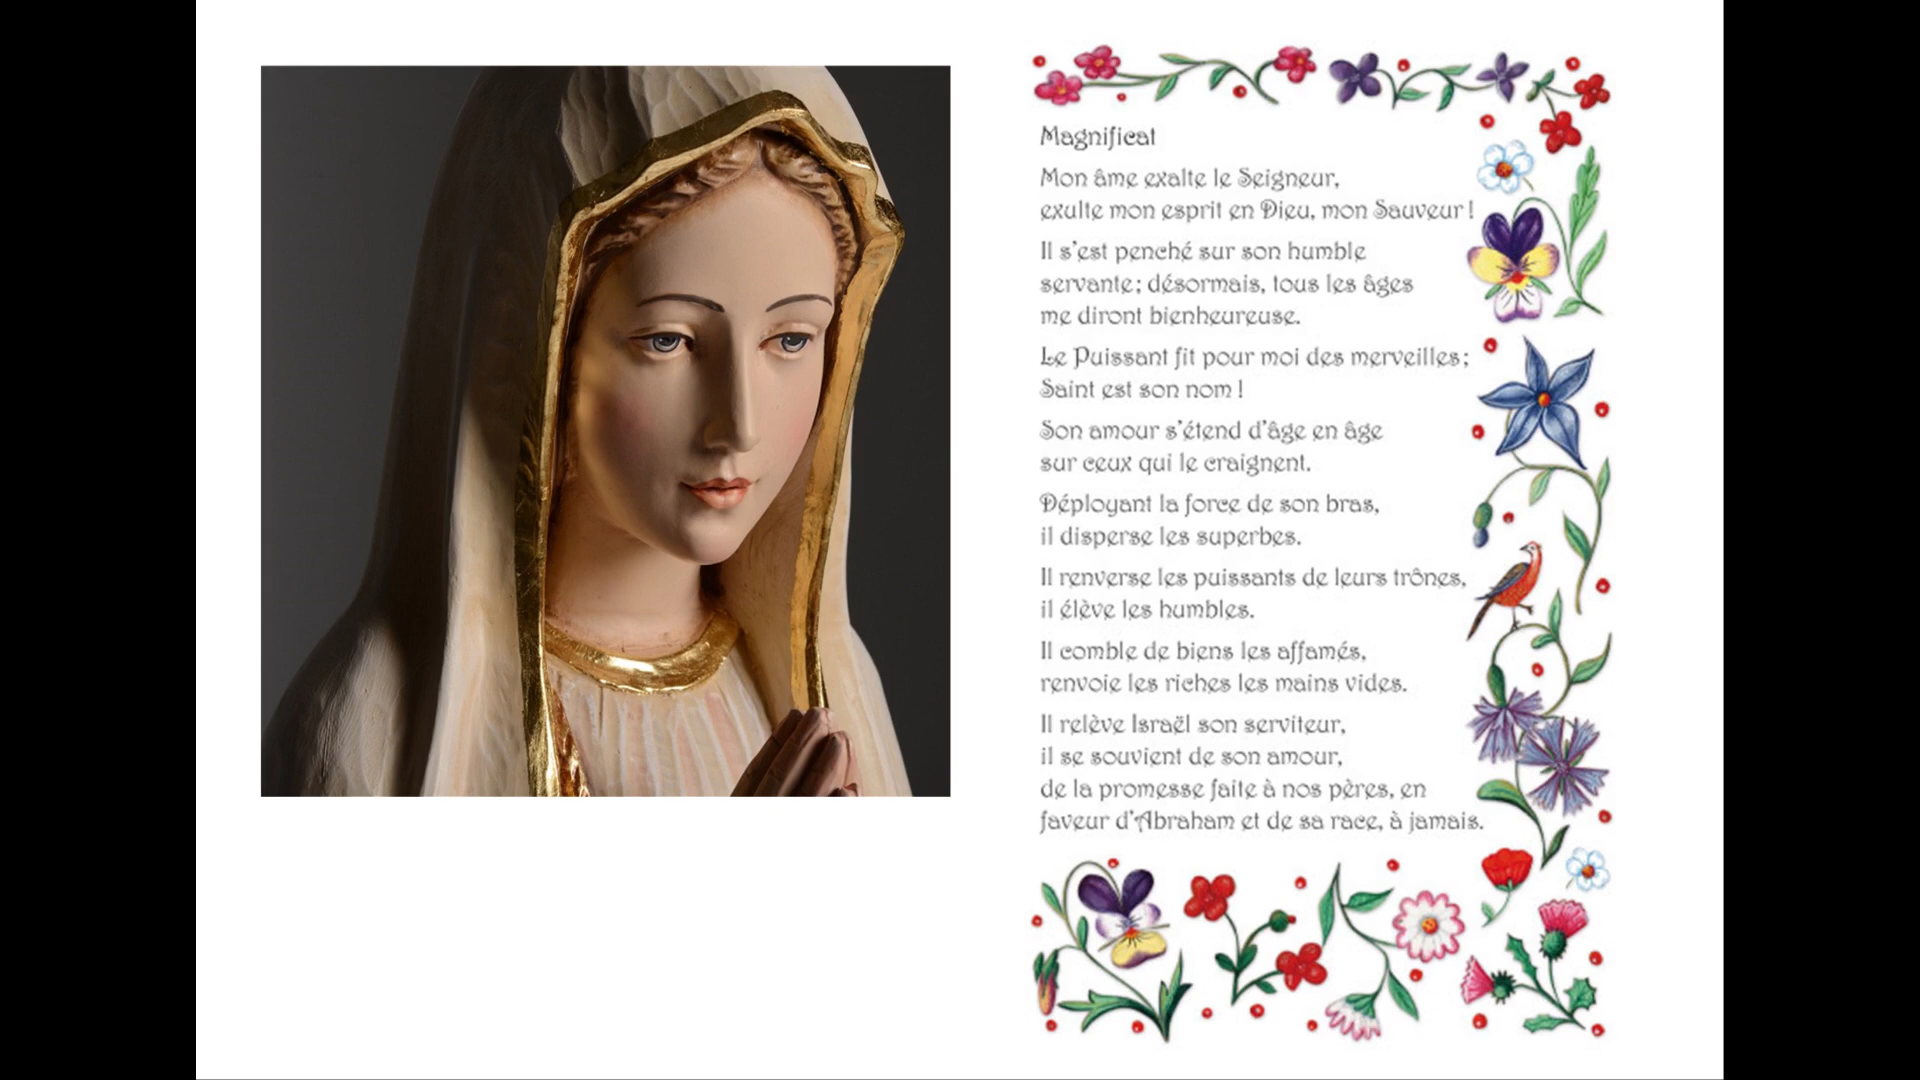 Magnificat
Mon âme exalte le Seigneur,
exulte mon esprit en Dieu, mon Sauveur !
Il s'est penché sur son humble
servante ; désormais, tous les âges
me diront bienheureuse.
Le Puissant fit pour moi des merveilles ;
Saint est son nom !
Son amour s'étend d'âge en âge
sur ceux qui le craignent.
Déployant la force de son bras,
il disperse les superbes.
Il renverse les puissants de leurs trônes,
il élève les humbles.
Il comble de biens les affamés,
renvoie les riches les mains vides.
Il relève Israël son serviteur,
il se souvient de son amour,
de la promesse faite à nos pères, en
faveur d'Abraham et de sa race, à jamais.